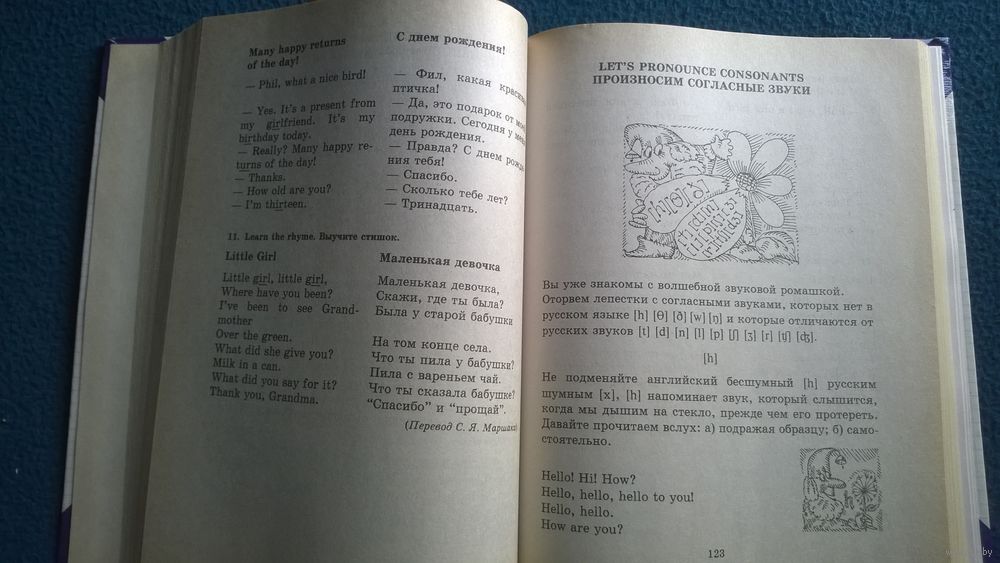 Many happy returns
of the day!
— Phil, what a nice bird!
— Yes. It's a present from
my girlfriend. It's my
birthday today.
— Really? Many happy re-
turns of the day!
— Thanks.
— How old are you?
— I'm thirteen.
С днем рождения!
— Фил, какая
птичка!
— Да, это подарок от
подружки. Сегодня у
день рождения.
— Правда? С днем
ния тебя!
— Спасибо.
— Сколько тебе лет?
— Тринадцать.
11. Learn the rhyme. Выучите стишок.
Little Girl
Little girl, little girl,
Where have you been?
I've been to see Grand-
mother
Over the green.
What did she give you?
Milk in a can.
What did you say for it?
Thank you, Grandma.
Маленькая девочка
Маленькая девочка,
Скажи, где ты была?
Была у старой бабушки
На том конце села.
Что ты пила у бабушки?
Пила с вареньем чай.
Что ты сказала бабушке?
“Спасибо” и “прощай”.
(Перевод С. Я. Маршака)
LET'S PRONOUNCE CONSONANTS
ПРОИЗНОСИМ СОГЛАСНЫЕ ЗВУКИ
[h] [θ] [ð]
Вы уже знакомы с волшебной звуковой ромашкой.
Оторвем лепестки с согласными звуками, которых нет в
русском языке [h] [θ] [ð] [w] [ŋ] и которые отличаются от
русских звуков [t] [d] [n] [l] [p] [ʃ] [ʒ] [r] [ʧ] [ʤ].
[h]
Не подменяйте английский бесшумный [h] русским
шумным [x], [h] напоминает звук, который слышится,
когда мы дышим на стекло, прежде чем его протереть.
Давайте прочитаем вслух: а) подражая образцу; б) само-
стоятельно.
Hello! Hi! How?
Hello, hello, hello to you!
Hello, hello.
How are you?
h
123